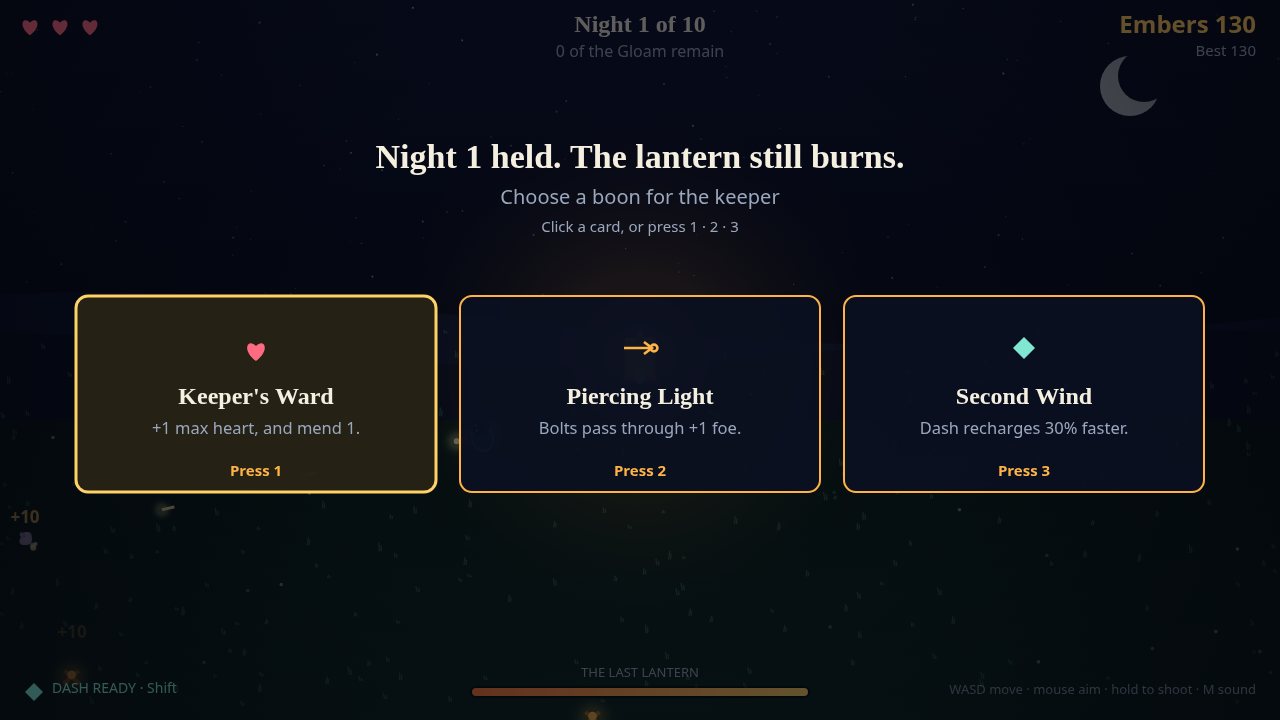 Night 1 of 10
0 of the Gloam remain
Embers 130
Best 130
Night 1 held. The lantern still burns.
Choose a boon for the keeper
Click a card, or press 1 · 2 · 3
Keeper's Ward
+1 max heart, and mend 1.
Press 1
Piercing Light
Bolts pass through +1 foe.
Press 2
Second Wind
Dash recharges 30% faster.
Press 3
+10
+10
THE LAST LANTERN
DASH READY · Shift
WASD move · mouse aim · hold to shoot · M sound